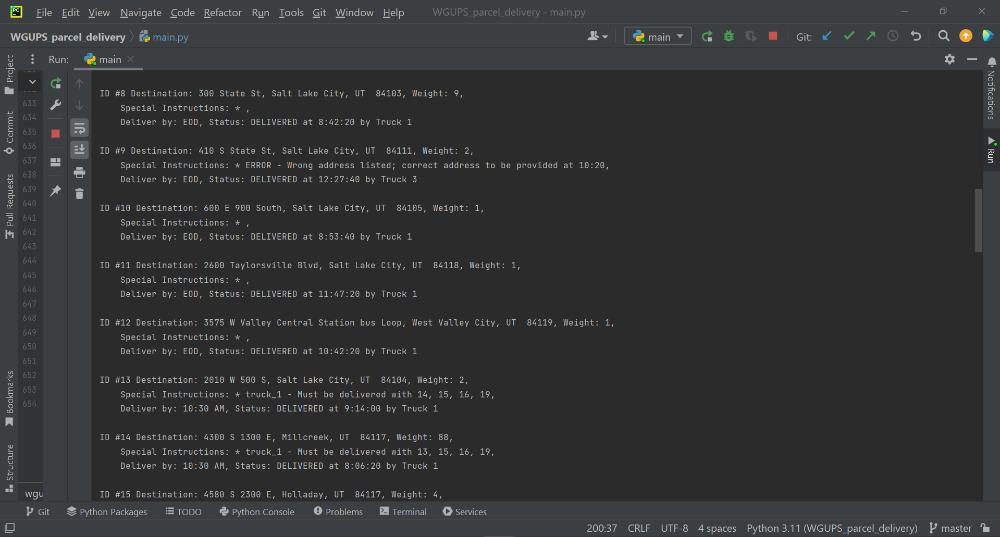 PC File Edit View Navigate Code Refactor Run Tools Git Window Help WGUPS_parcel_delivery - main.py
WGUPS_parcel_delivery main.py main Git:
Run: main
Project
Commit
Pull Requests
Bookmarks
Structure
Notifications
Run
633
634
635
636
637
638
639
640
641
642
643
644
645
646
647
648
649
650
651
652
653
654
wgu
ID #8 Destination: 300 State St, Salt Lake City, UT  84103, Weight: 9,
Special Instructions: * ,
Deliver by: EOD, Status: DELIVERED at 8:42:20 by Truck 1
ID #9 Destination: 410 S State St, Salt Lake City, UT  84111, Weight: 2,
Special Instructions: * ERROR - Wrong address listed; correct address to be provided at 10:20,
Deliver by: EOD, Status: DELIVERED at 12:27:40 by Truck 3
ID #10 Destination: 600 E 900 South, Salt Lake City, UT  84105, Weight: 1,
Special Instructions: * ,
Deliver by: EOD, Status: DELIVERED at 8:53:40 by Truck 1
ID #11 Destination: 2600 Taylorsville Blvd, Salt Lake City, UT  84118, Weight: 1,
Special Instructions: * ,
Deliver by: EOD, Status: DELIVERED at 11:47:20 by Truck 1
ID #12 Destination: 3575 W Valley Central Station bus Loop, West Valley City, UT  84119, Weight: 1,
Special Instructions: * ,
Deliver by: EOD, Status: DELIVERED at 10:42:20 by Truck 1
ID #13 Destination: 2010 W 500 S, Salt Lake City, UT  84104, Weight: 2,
Special Instructions: * truck_1 - Must be delivered with 14, 15, 16, 19,
Deliver by: 10:30 AM, Status: DELIVERED at 9:14:00 by Truck 1
ID #14 Destination: 4300 S 1300 E, Millcreek, UT  84117, Weight: 88,
Special Instructions: * truck_1 - Must be delivered with 13, 15, 16, 19,
Deliver by: 10:30 AM, Status: DELIVERED at 8:06:20 by Truck 1
ID #15 Destination: 4580 S 2300 E, Holladay, UT  84117, Weight: 4,
Git Python Packages TODO Python Console Problems Terminal Services
200:37 CRLF UTF-8 4 spaces Python 3.11 (WGUPS_parcel_delivery) master